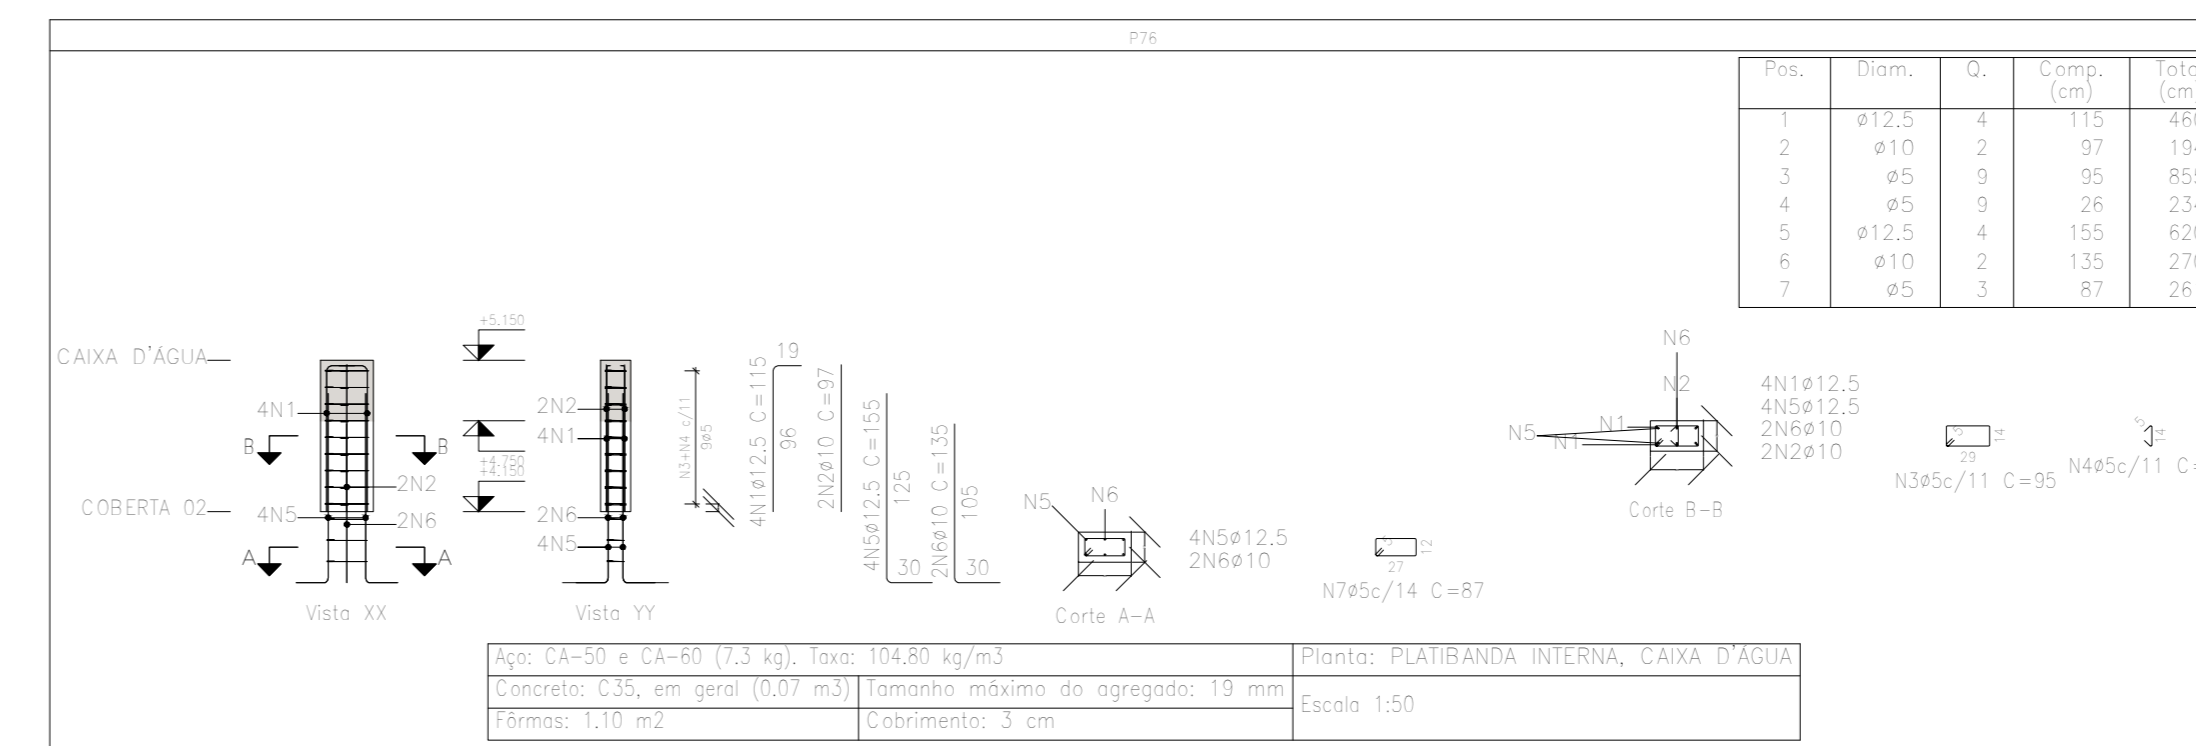 P76
Pos. Diam. Q. Comp. (cm)
1 ø12.5 4 115
2 ø10 2 97
3 ø5 9 95
4 ø5 9 26
5 ø12.5 4 155
6 ø10 2 135
7 ø5 3 87
CAIXA D'ÁGUA
COBERTA 02
4N1
B B
2N2
4N5
2N6
A A
Vista XX
+5.150
+4.750
+4.150
2N2
4N1
2N6
4N5
Vista YY
N3+N4 c/11
9ø5
4N1ø12.5 C=115
19
96
2N2ø10 C=97
4N5ø12.5 C=155
125
30
2N6ø10 C=135
105
30
N5
N6
4N5ø12.5
2N6ø10
Corte A-A
5
12
27
N7ø5c/14 C=87
N6
N2
N1
N5
N1
4N1ø12.5
4N5ø12.5
2N6ø10
2N2ø10
Corte B-B
5
14
29
N3ø5c/11 C=95
5
14
N4ø5c/11
Aço: CA-50 e CA-60 (7.3 kg). Taxa: 104.80 kg/m3
Planta: PLATIBANDA INTERNA, CAIXA D'ÁGUA
Concreto: C35, em geral (0.07 m3) Tamanho máximo do agregado: 19 mm
Escala 1:50
Fôrmas: 1.10 m2 Cobrimento: 3 cm